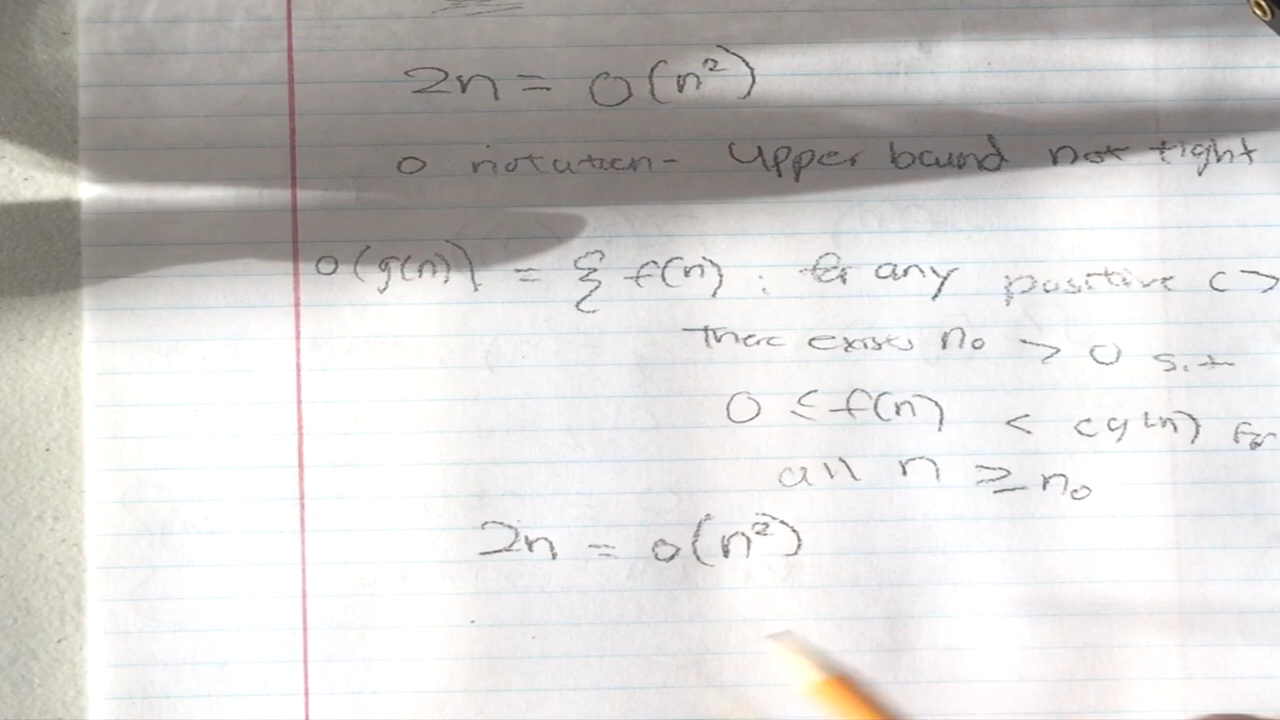 2n = O(n²)
o notation - Upper bound not tight
o(g(n)) = { f(n) : for any positive c >
there exists n₀ > 0 s.t
0 ≤ f(n) < cg(n) for
all n ≥ n₀
2n = o(n²)